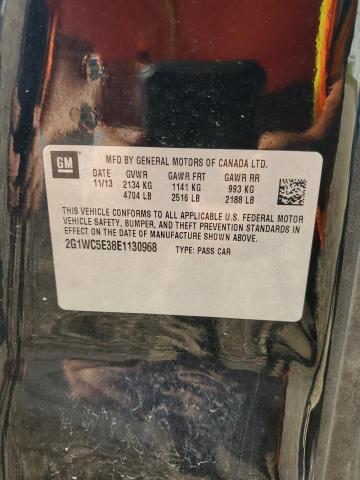 GM
MFD BY GENERAL MOTORS OF CANADA LTD.
DATE GVWR GAWR FRT GAWR RR
11/13 2134 KG 1141 KG 993 KG
4704 LB 2516 LB 2188 LB
THIS VEHICLE CONFORMS TO ALL APPLICABLE U.S. FEDERAL MOTOR
VEHICLE SAFETY, BUMPER, AND THEFT PREVENTION STANDARDS
IN EFFECT ON THE DATE OF MANUFACTURE SHOWN ABOVE.
2G1WC5E38E1130968 TYPE: PASS CAR